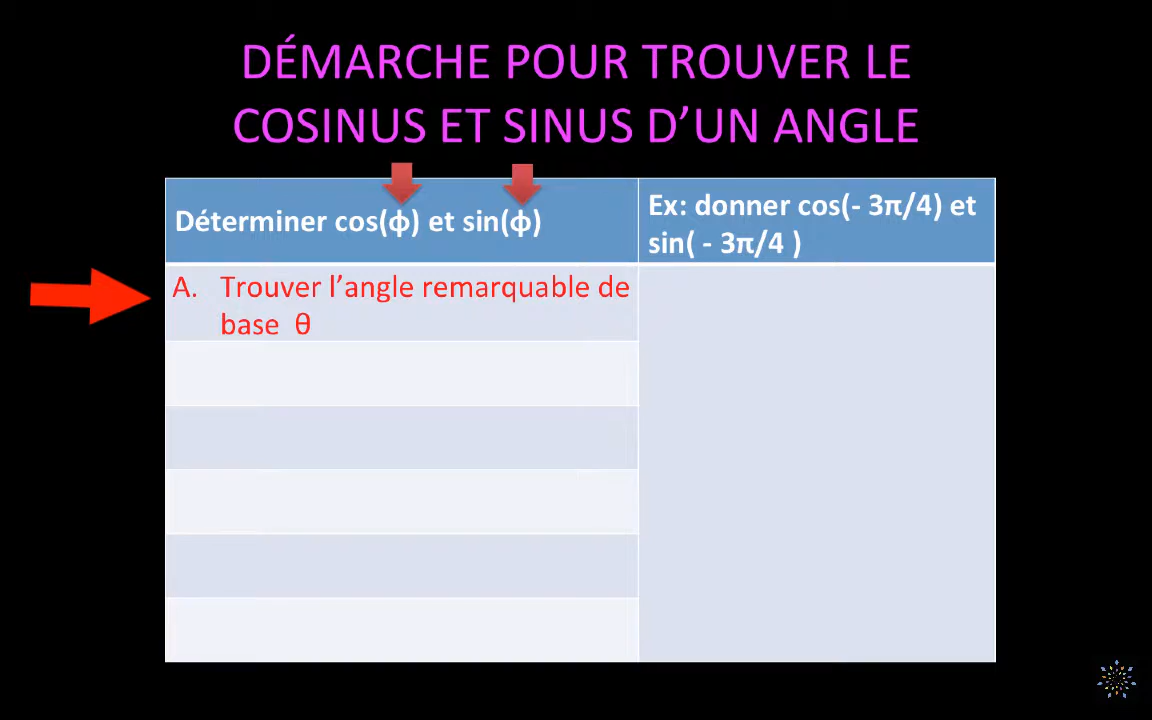 DÉMARCHE POUR TROUVER LE
COSINUS ET SINUS D’UN ANGLE
Déterminer cos(φ) et sin(φ)
Ex: donner cos(- 3π/4) et
sin( - 3π/4 )
A. Trouver l’angle remarquable de
base θ